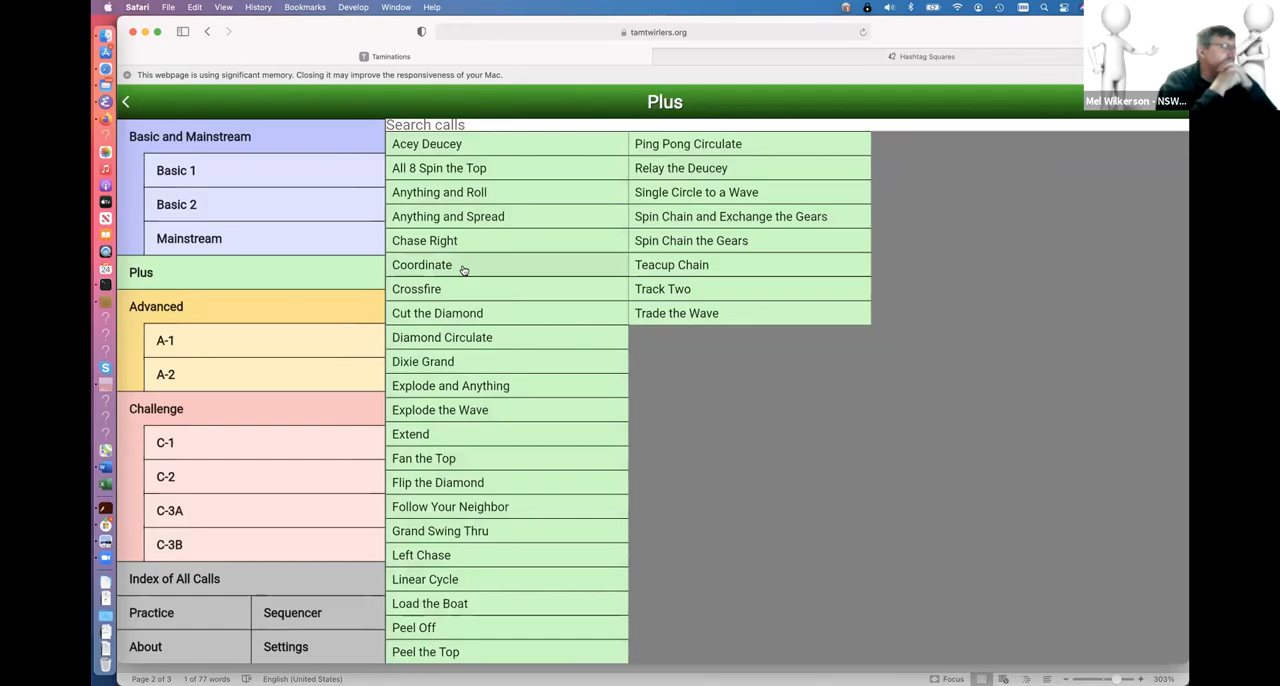 Safari File Edit View History Bookmarks Develop Window Help
tamtwirlers.org
Taminations
42 Hashtag Squares
This webpage is using significant memory. Closing it may improve the responsiveness of your Mac.
Plus
Mel Wilkerson - NSW...
Search calls
Basic and Mainstream
Basic 1
Basic 2
Mainstream
Plus
Advanced
A-1
A-2
Challenge
C-1
C-2
C-3A
C-3B
Index of All Calls
Practice
Sequencer
About
Settings
Acey Deucey
All 8 Spin the Top
Anything and Roll
Anything and Spread
Chase Right
Coordinate
Crossfire
Cut the Diamond
Diamond Circulate
Dixie Grand
Explode and Anything
Explode the Wave
Extend
Fan the Top
Flip the Diamond
Follow Your Neighbor
Grand Swing Thru
Left Chase
Linear Cycle
Load the Boat
Peel Off
Peel the Top
Ping Pong Circulate
Relay the Deucey
Single Circle to a Wave
Spin Chain and Exchange the Gears
Spin Chain the Gears
Teacup Chain
Track Two
Trade the Wave
Page 2 of 3 1 of 77 words English (United States) Focus 303%